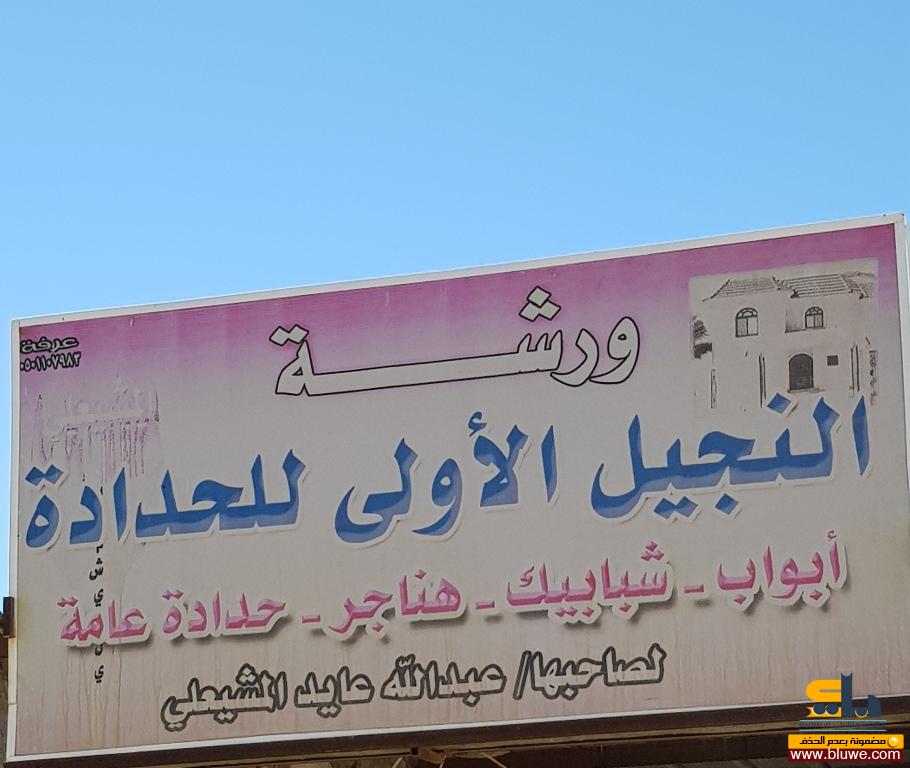 ورشة
عرفة
٠٥٠١١٠٧٩٨٣
النجيل الأولى للحدادة
أبواب - شبابيك - هناجر - حدادة عامة
لصاحبها/ عبدالله عايد المشيعلي
مضمونة بعدم الحذف
www.bluwe.com